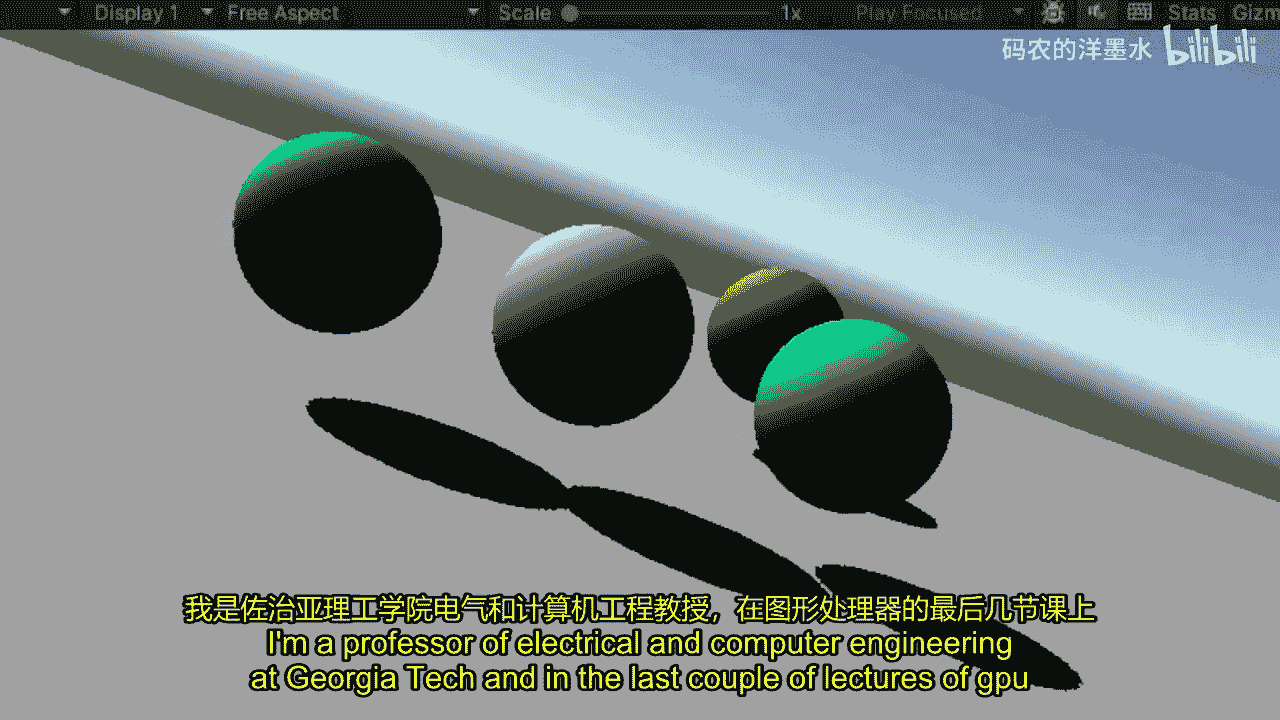 Display 1 Free Aspect Scale 1x Play Focused Stats Gizm
码农的洋墨水 bilibili
我是佐治亚理工学院电气和计算机工程教授，在图形处理器的最后几节课上
I'm a professor of electrical and computer engineering
at Georgia Tech and in the last couple of lectures of gpu